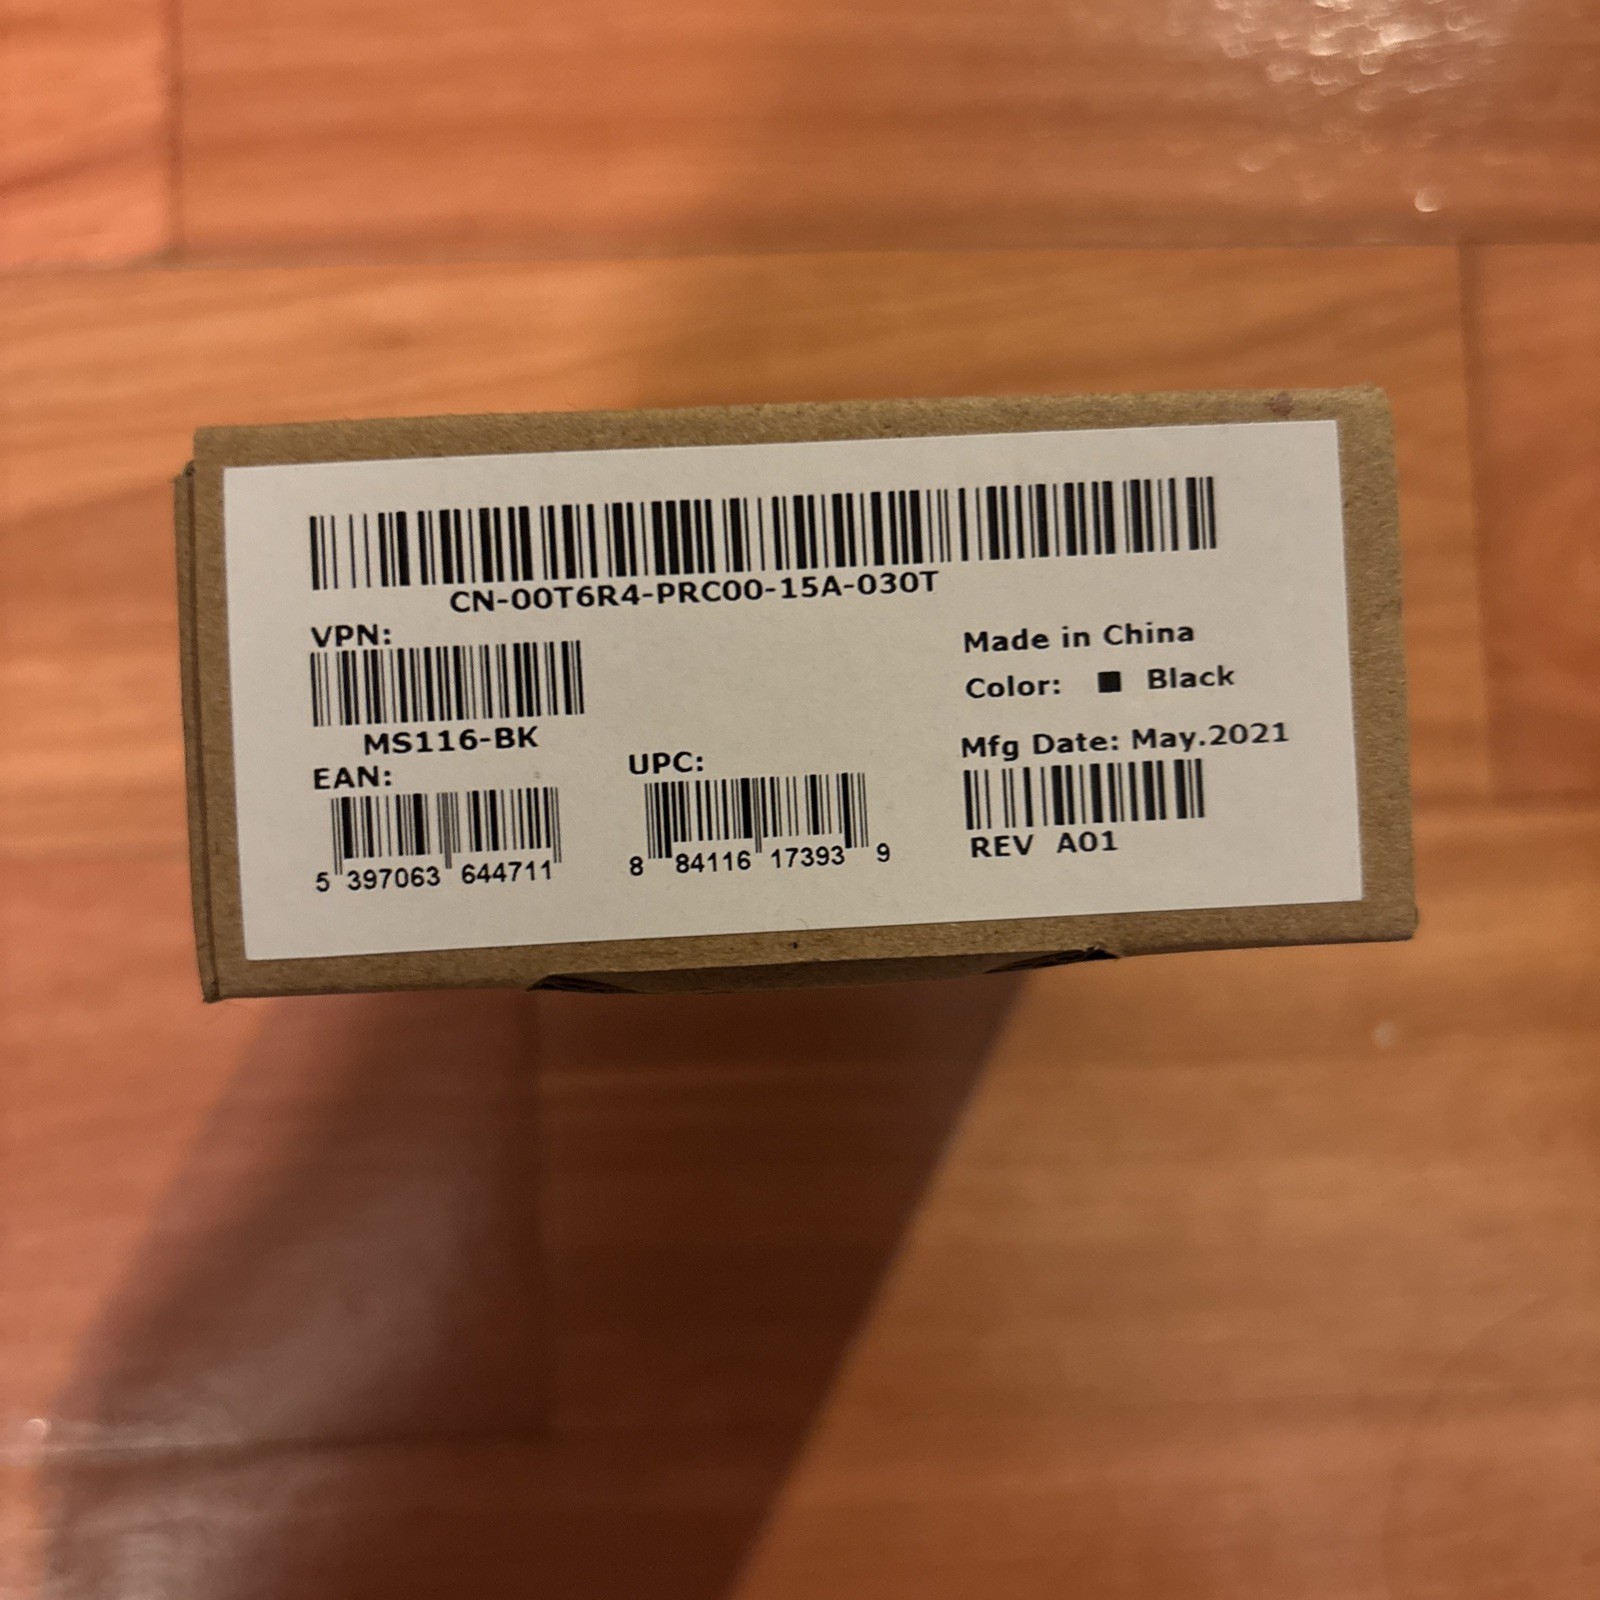 CN-00T6R4-PRC00-15A-030T
VPN:
MS116-BK
Made in China
Color: ■ Black
Mfg Date: May.2021
REV A01
EAN:
5 397063 644711
UPC:
8 84116 17393 9